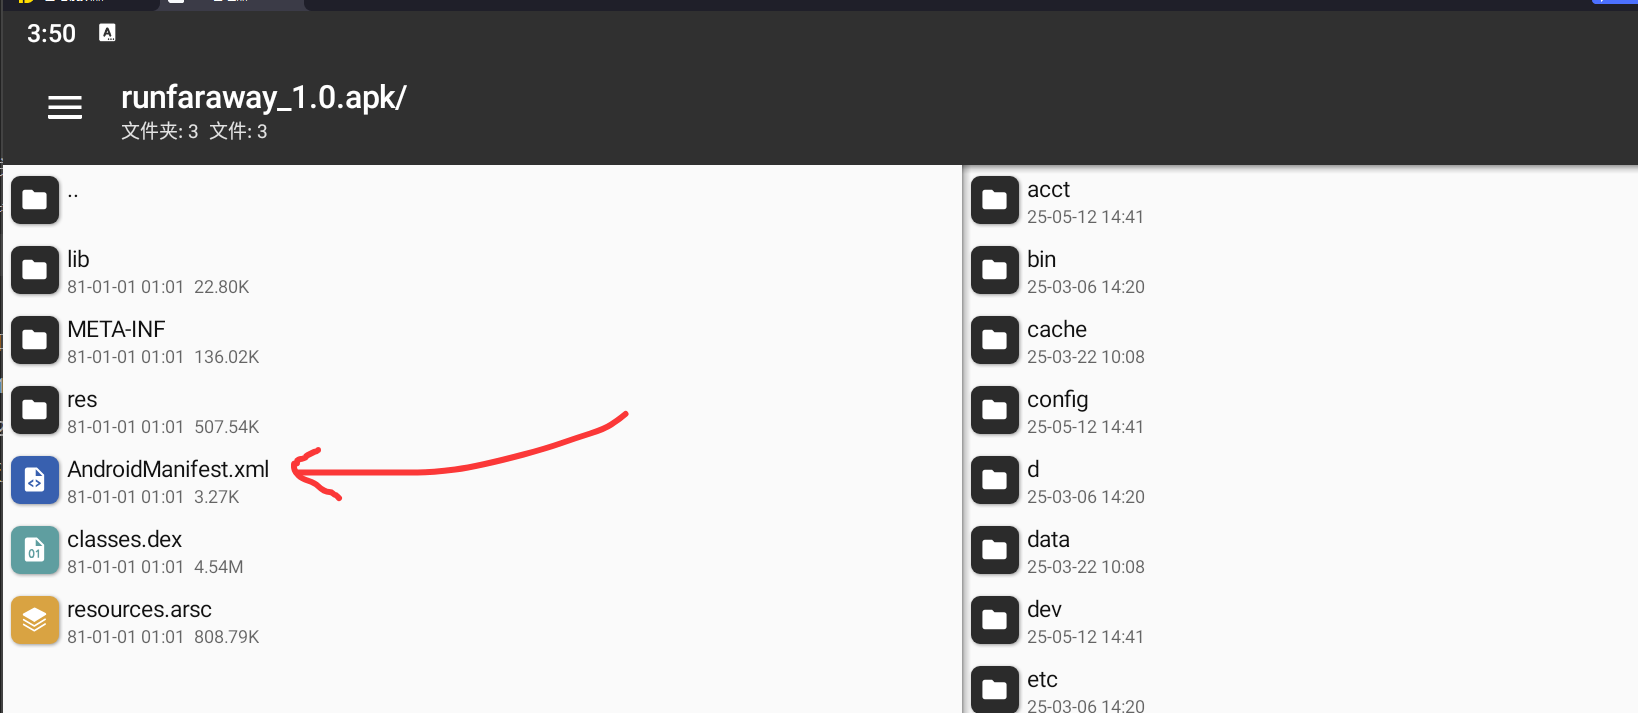 3:50 A
runfaraway_1.0.apk/
文件夹: 3 文件: 3
..
lib
81-01-01 01:01 22.80K
META-INF
81-01-01 01:01 136.02K
res
81-01-01 01:01 507.54K
AndroidManifest.xml
81-01-01 01:01 3.27K
classes.dex
81-01-01 01:01 4.54M
resources.arsc
81-01-01 01:01 808.79K
acct
25-05-12 14:41
bin
25-03-06 14:20
cache
25-03-22 10:08
config
25-05-12 14:41
d
25-03-06 14:20
data
25-03-22 10:08
dev
25-05-12 14:41
etc
25-03-06 14:20